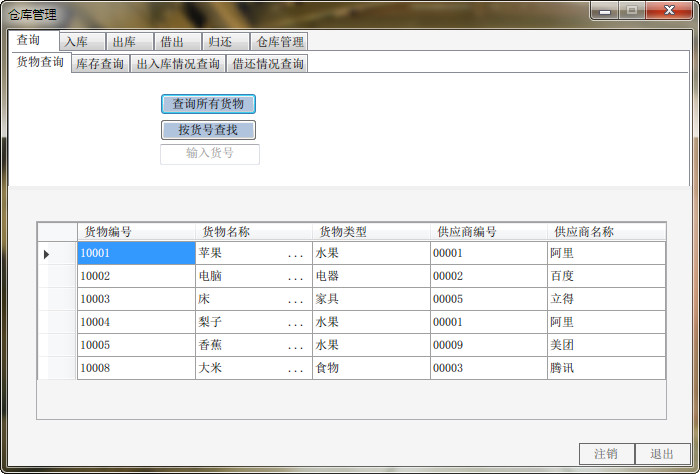 仓库管理
查询 入库 出库 借出 归还 仓库管理
货物查询 库存查询 出入库情况查询 借还情况查询
查询所有货物
按货号查找
输入货号
货物编号 货物名称 货物类型 供应商编号 供应商名称
10001 苹果 ... 水果 00001 阿里
10002 电脑 ... 电器 00002 百度
10003 床 ... 家具 00005 立得
10004 梨子 ... 水果 00001 阿里
10005 香蕉 ... 水果 00009 美团
10008 大米 ... 食物 00003 腾讯
注销 退出